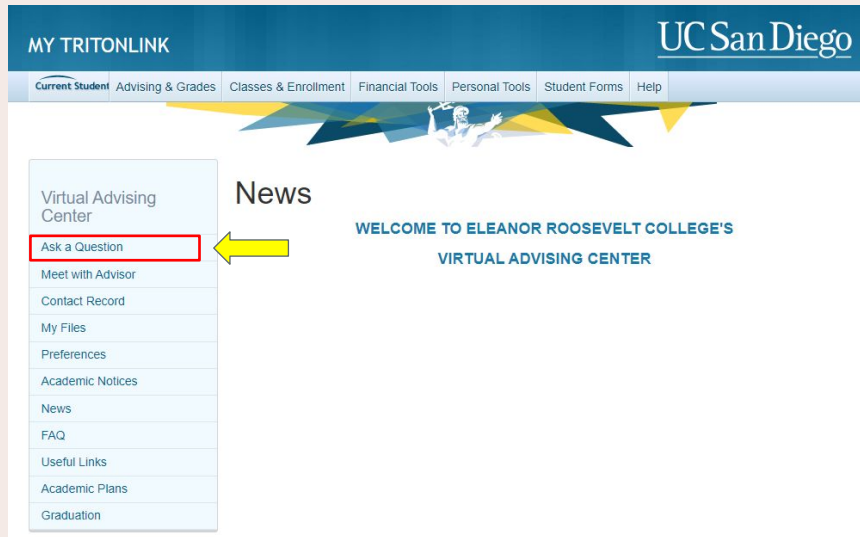 MY TRITONLINK
UC San Diego
Current Student Advising & Grades Classes & Enrollment Financial Tools Personal Tools Student Forms Help
Virtual Advising
Center
Ask a Question
Meet with Advisor
Contact Record
My Files
Preferences
Academic Notices
News
FAQ
Useful Links
Academic Plans
Graduation
News
WELCOME TO ELEANOR ROOSEVELT COLLEGE'S
VIRTUAL ADVISING CENTER